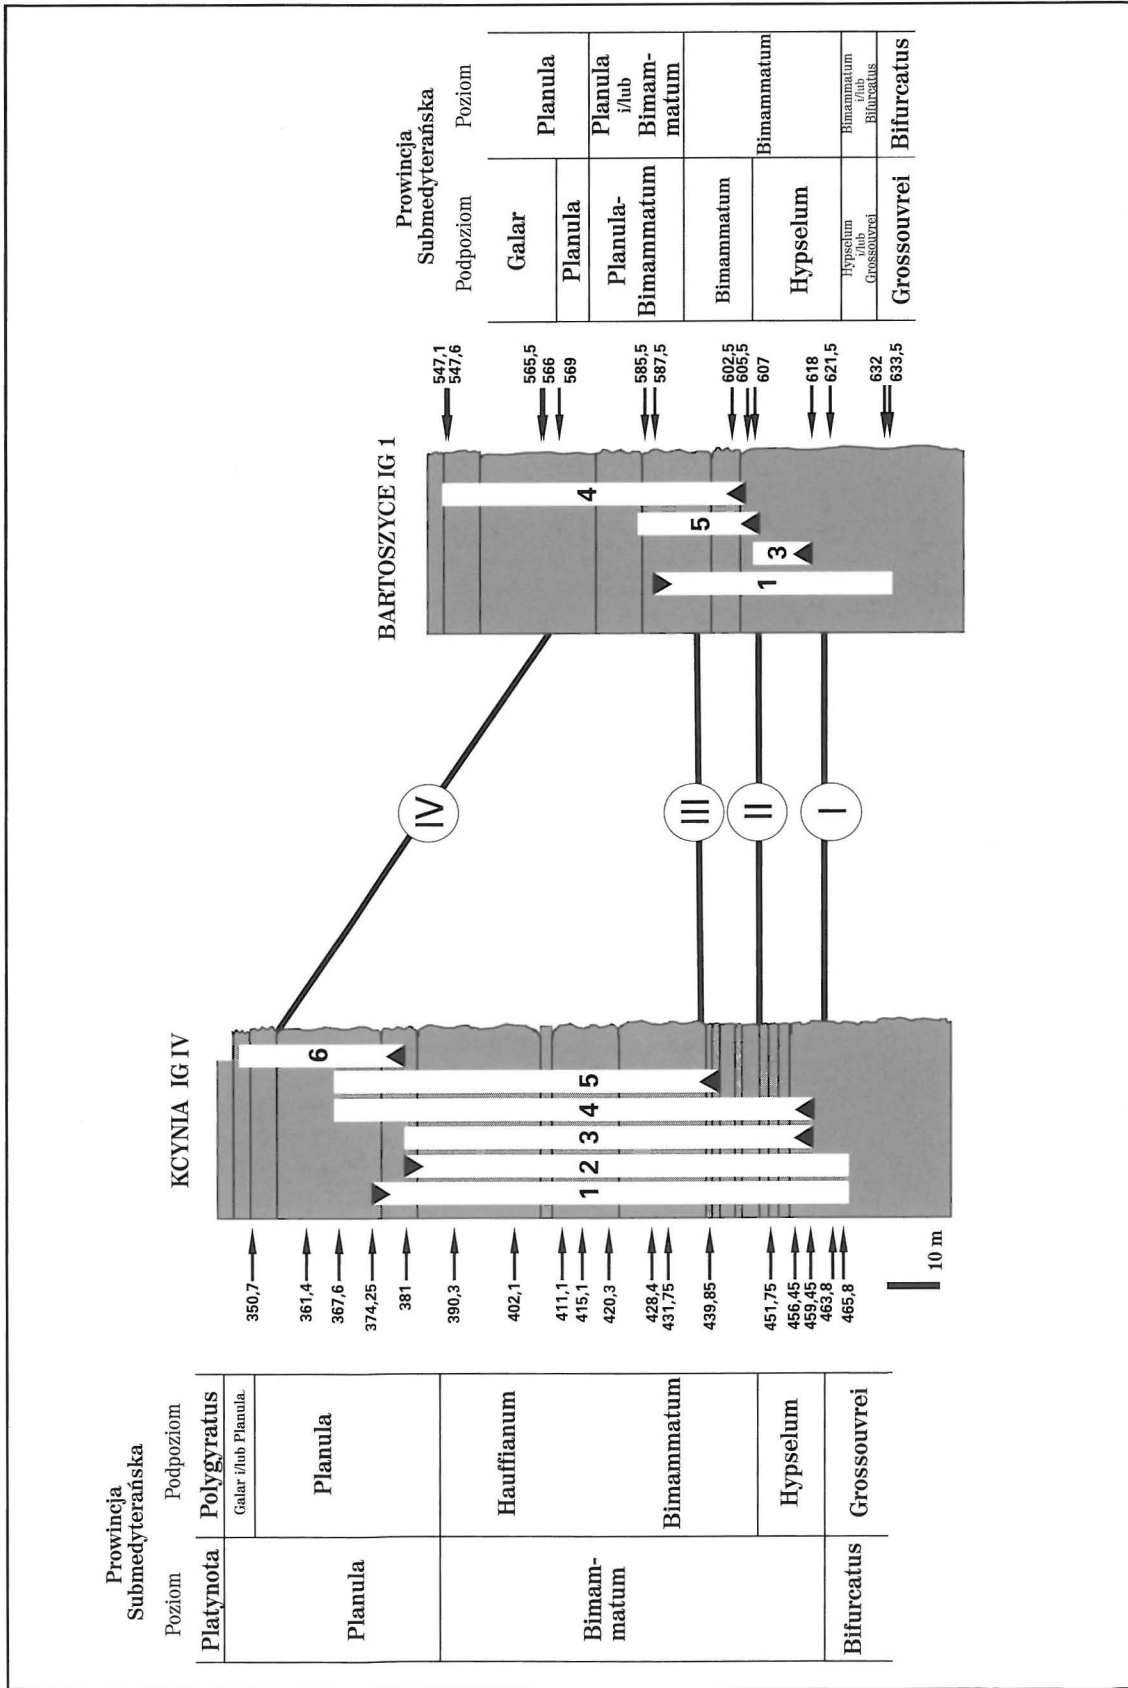 Prowincja
Submedyterańska
Poziom
Podpoziom
Platynota
Polygyratus
Planula
Galar i/lub Planula
Planula
Bimam-
matum
Hauffianum
Bimammatum
Hypselum
Bifurcatus
Grossouvrei
KCYNIA IG IV
350,7
361,4
367,6
374,25
381
390,3
402,1
411,1
415,1
420,3
428,4
431,75
439,85
451,75
456,45
459,45
463,8
465,8
10 m
1
2
3
4
5
6
IV
III
II
I
BARTOSZYCE IG 1
1
3
5
4
547,1
547,6
565,5
566
569
585,5
587,5
602,5
605,5
607
618
621,5
632
633,5
Prowincja
Submedyterańska
Podpoziom
Poziom
Galar
Planula
Planula-
Bimammatum
Bimammatum
Hypselum
Hypselum
i/lub
Grossouvrei
Grossouvrei
Planula
Planula
i/lub
Bimam-
matum
Bimammatum
Bimammatum
i/lub
Bifurcatus
Bifurcatus